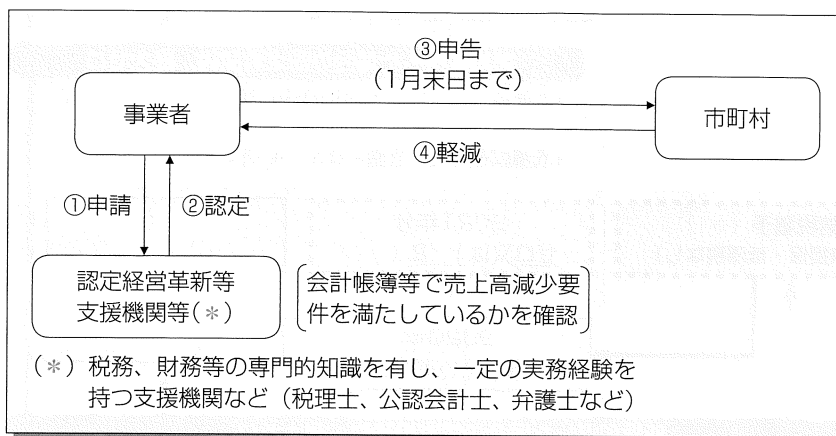 ③申告
(1月末日まで)
事業者
市町村
④軽減
①申請
②認定
認定経営革新等
支援機関等(*)
会計帳簿等で売上高減少要
件を満たしているかを確認
(*)税務、財務等の専門的知識を有し、一定の実務経験を
持つ支援機関など(税理士、公認会計士、弁護士など)